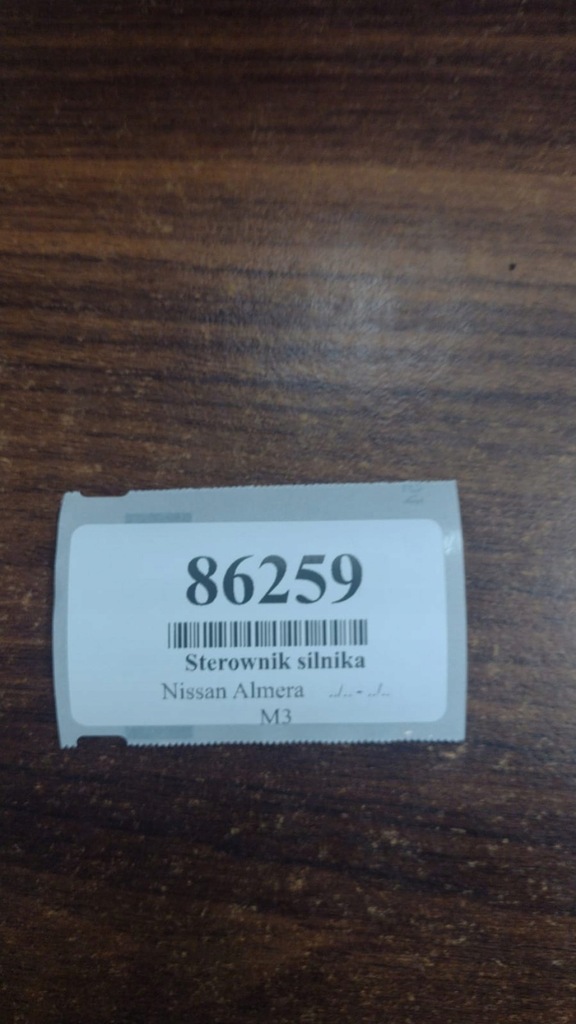 86259
Sterownik silnika
Nissan Almera ../.. - ../..
M3